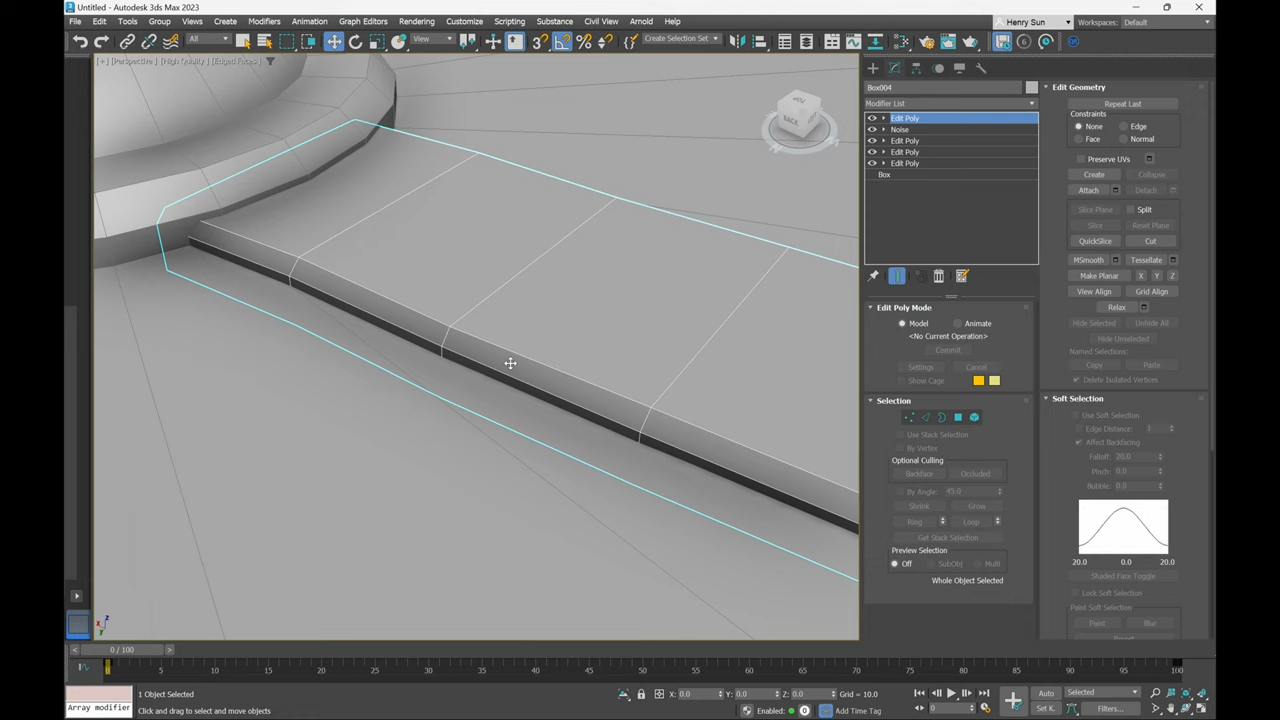 Untitled - Autodesk 3ds Max 2023
File Edit Tools Group Views Create Modifiers Animation Graph Editors Rendering Customize Scripting Substance Civil View Arnold Help
Henry Sun
Workspaces: Default
All
View
Create Selection Set
[+] [Perspective] [High Quality] [Edged Faces]
BACK
Box004
Modifier List
Edit Poly
Noise
Edit Poly
Edit Poly
Edit Poly
Box
Edit Poly Mode
Model Animate
<No Current Operation>
Commit
Settings Cancel
Show Cage
Selection
Use Stack Selection
By Vertex
Optional Culling
Backface Occluded
By Angle: 45.0
Shrink Grow
Ring Loop
Get Stack Selection
Preview Selection
Off SubObj Multi
Whole Object Selected
Edit Geometry
Repeat Last
Constraints
None Edge
Face Normal
Preserve UVs
Create Collapse
Attach Detach
Slice Plane Split
Slice Reset Plane
QuickSlice Cut
MSmooth Tessellate
Make Planar X Y Z
View Align Grid Align
Relax
Hide Selected Unhide All
Hide Unselected
Named Selections:
Copy Paste
Delete Isolated Vertices
Soft Selection
Use Soft Selection
Edge Distance: 1
Affect Backfacing
Falloff: 20.0
Pinch: 0.0
Bubble: 0.0
20.0 0.0 20.0
Shaded Face Toggle
Lock Soft Selection
Paint Soft Selection
Paint Blur
z
x
y
0 / 100
0 5 10 15 20 25 30 35 40 45 50 55 60 65 70 75 80 85 90 95 100
Array modifier
1 Object Selected
Click and drag to select and move objects
X: 0.0 Y: 0.0 Z: 0.0 Grid = 10.0
Enabled: 0 Add Time Tag
0
Auto Selected
Set K. Filters...